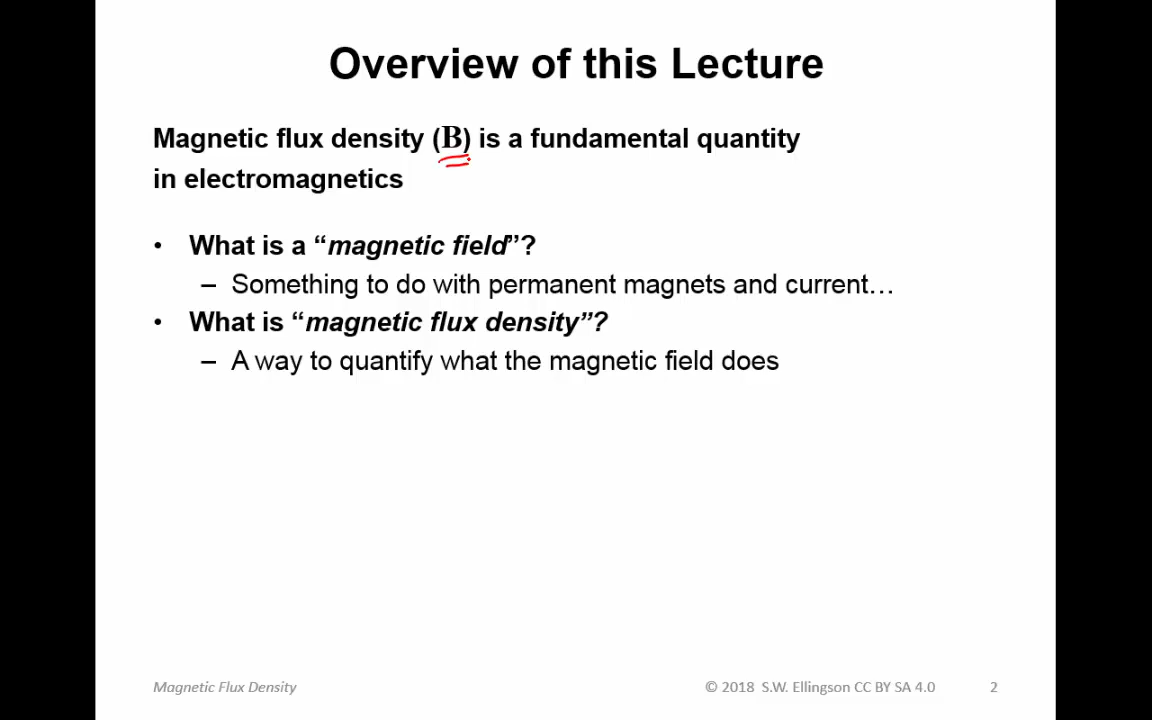 Overview of this Lecture
Magnetic flux density (B) is a fundamental quantity
in electromagnetics
• What is a “magnetic field”?
– Something to do with permanent magnets and current…
• What is “magnetic flux density”?
– A way to quantify what the magnetic field does
Magnetic Flux Density © 2018 S.W. Ellingson CC BY SA 4.0 2